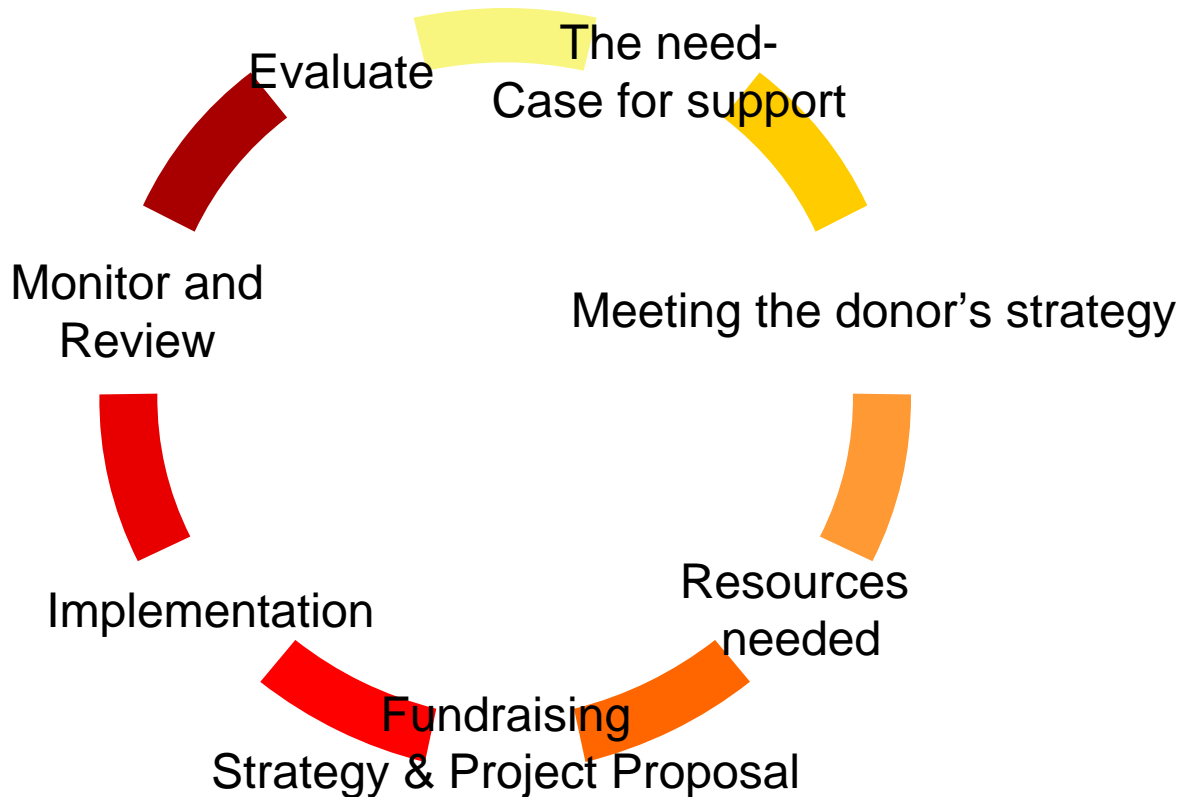 The need-
Case for support
Meeting the donor’s strategy
Resources
needed
Fundraising
Strategy & Project Proposal
Implementation
Monitor and
Review
Evaluate